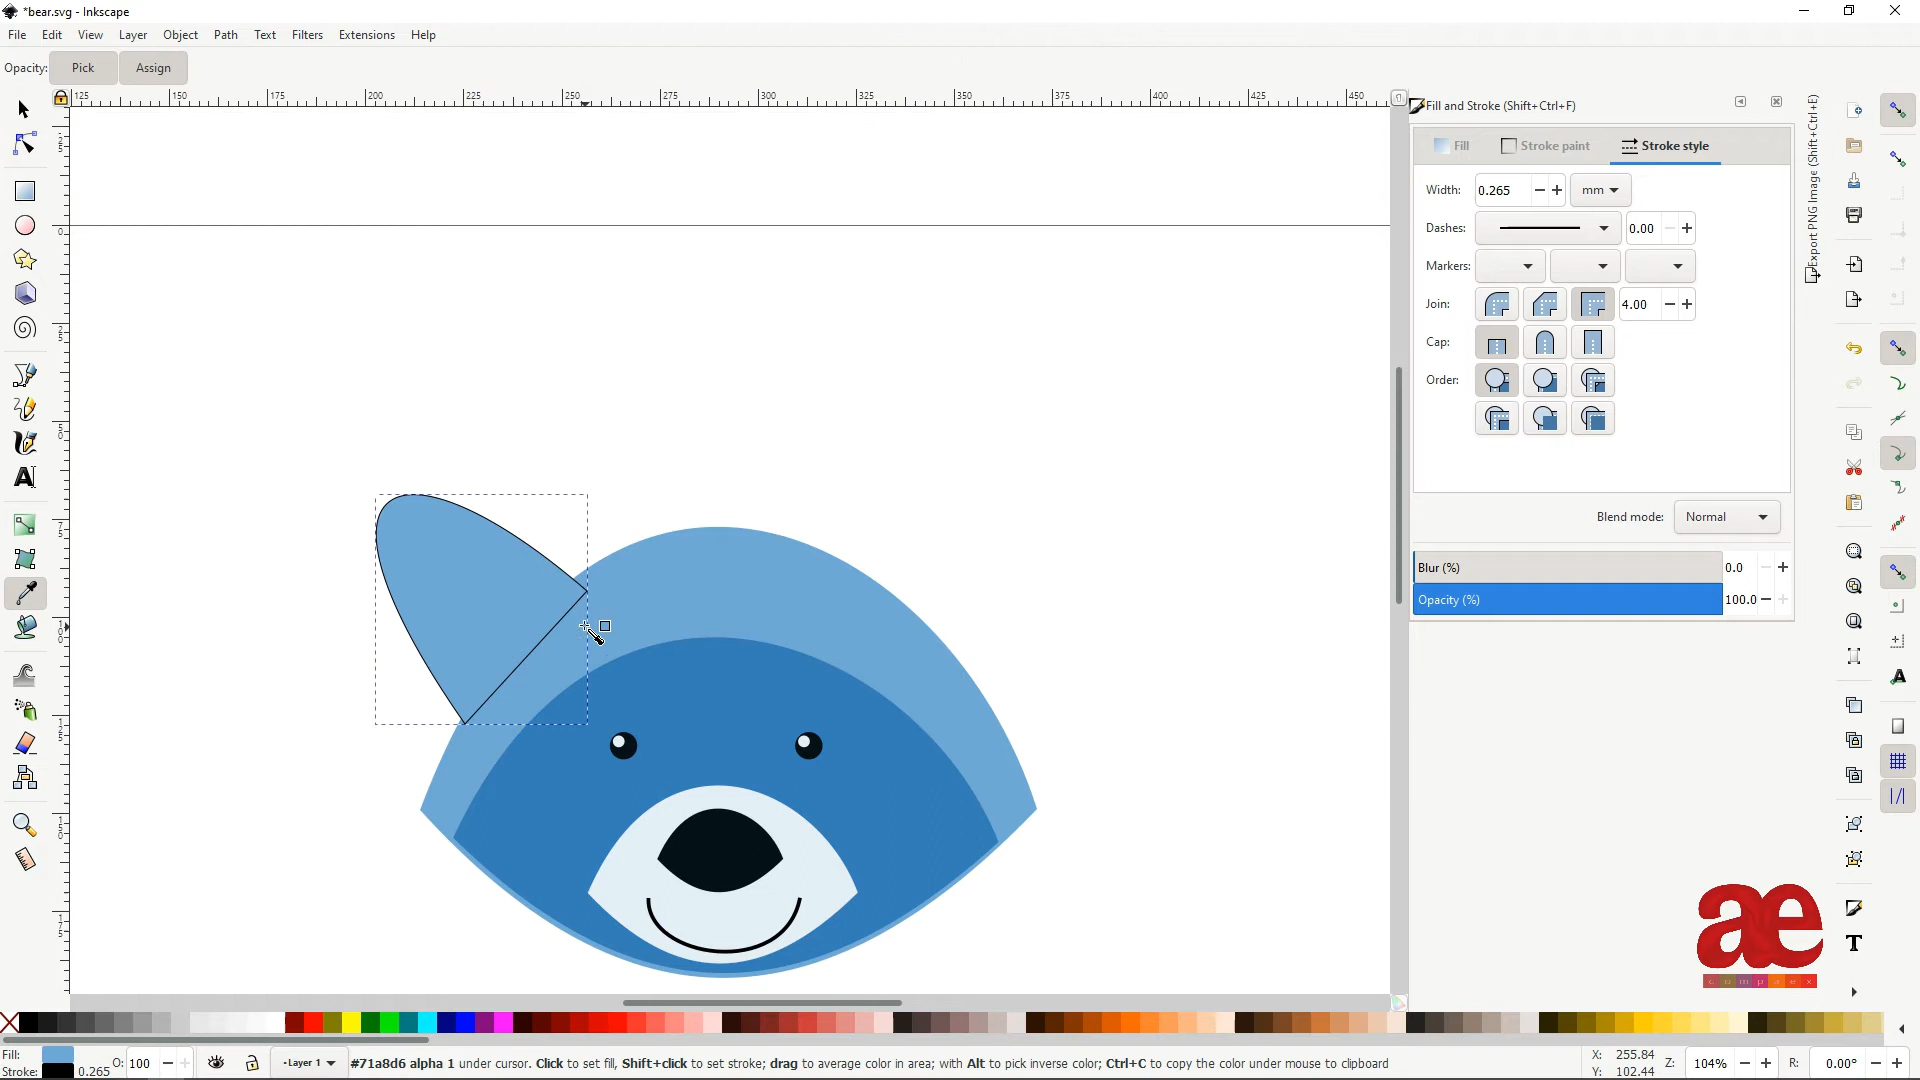 *bear.svg - Inkscape
File Edit View Layer Object Path Text Filters Extensions Help
Opacity: Pick Assign
125 150 175 200 225 250 275 300 325 350 375 400 425 450
Fill and Stroke (Shift+Ctrl+F)
Export PNG Image (Shift+Ctrl+E)
Fill Stroke paint Stroke style
Width: 0.265 mm
Dashes: 0.00
Markers:
Join: 4.00
Cap:
Order:
Blend mode: Normal
Blur (%) 0.0
Opacity (%) 100.0
æ
Fill: O: 100 Layer 1 #71a8d6 alpha 1 under cursor. Click to set fill, Shift+click to set stroke; drag to average color in area; with Alt to pick inverse color; Ctrl+C to copy the color under mouse to clipboard
Stroke: 0.265
X: 255.84
Y: 102.44
Z: 104% R: 0.00°